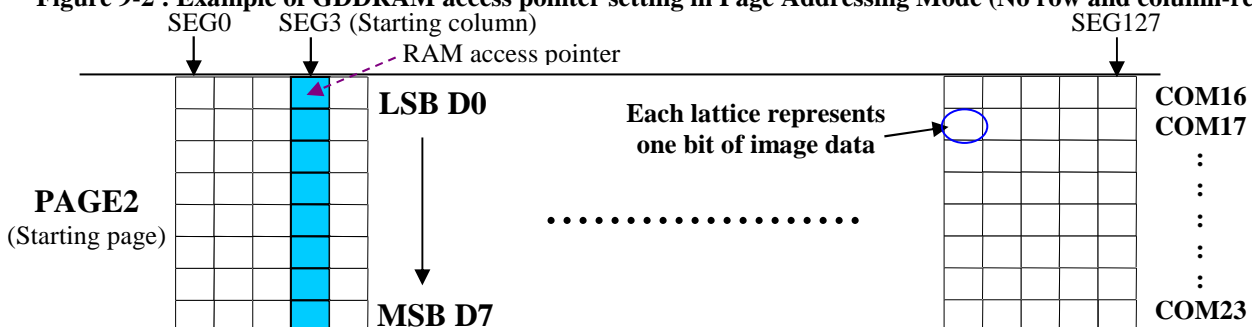 Figure 9-2 : Example of GDDRAM access pointer setting in Page Addressing Mode (No row and column-re
SEG0 SEG3 (Starting column) SEG127
RAM access pointer
LSB D0
Each lattice represents
one bit of image data
COM16
COM17
:
:
:
:
:
PAGE2
(Starting page)
.....................
MSB D7
COM23